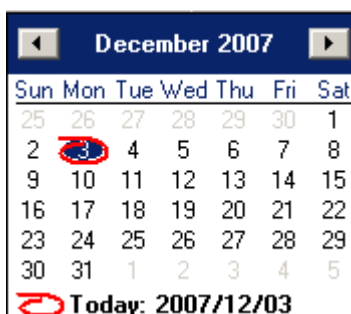 December 2007
Sun Mon Tue Wed Thu Fri Sat
25 26 27 28 29 30 1
2 3 4 5 6 7 8
9 10 11 12 13 14 15
16 17 18 19 20 21 22
23 24 25 26 27 28 29
30 31 1 2 3 4 5
Today: 2007/12/03